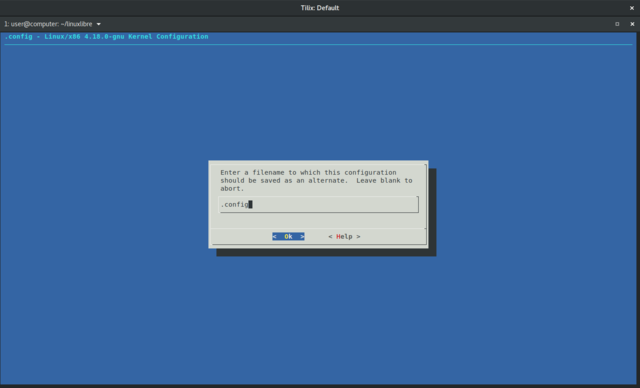 Tilix: Default
1: user@computer: ~/linuxlibre
.config - Linux/x86 4.18.0-gnu Kernel Configuration
Enter a filename to which this configuration
should be saved as an alternate.  Leave blank to
abort.
.config
<  Ok  >      < Help >